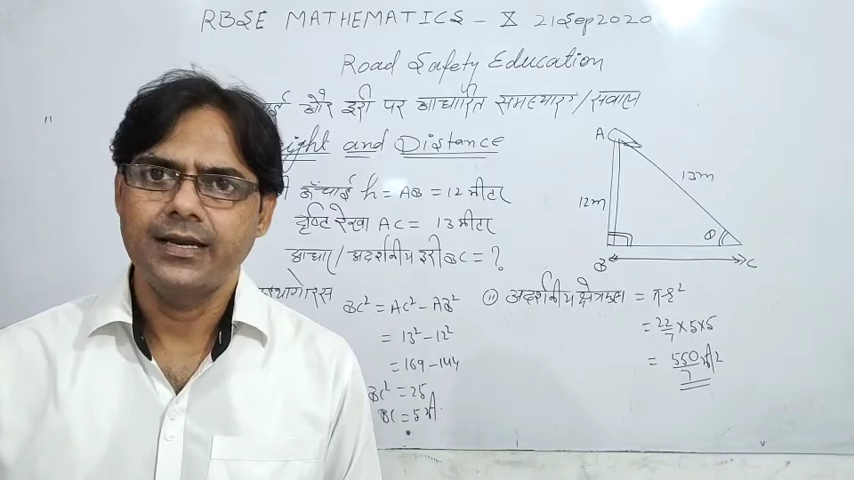 RBSE MATHEMATICS - X 21 Sep 2020
Road Safety Education
और दूरी पर आधारित समस्याएं/सवाल
Height and Distance
ऊँचाई h = AB = 12 मीटर
दृष्टि रेखा AC = 13 मीटर
आधार/अदर्शनीय दूरी BC = ?
BC² = AC² - AB²
= 13² - 12²
= 169 - 144
BC² = 25
BC = 5 मी
A
12m
13m
θ
B
C
(ii) अदर्शनीय क्षेत्रफल = πr²
= 22/7 × 5 × 5
= 550/7 मी²